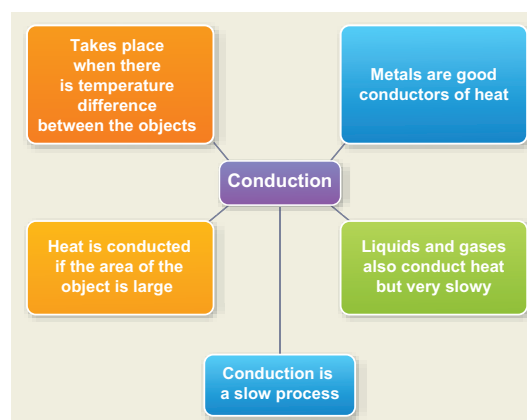 Takes place
when there
is temperature
difference
between the objects
Metals are good
conductors of heat
Conduction
Heat is conducted
if the area of the
object is large
Liquids and gases
also conduct heat
but very slowy
Conduction is
a slow process